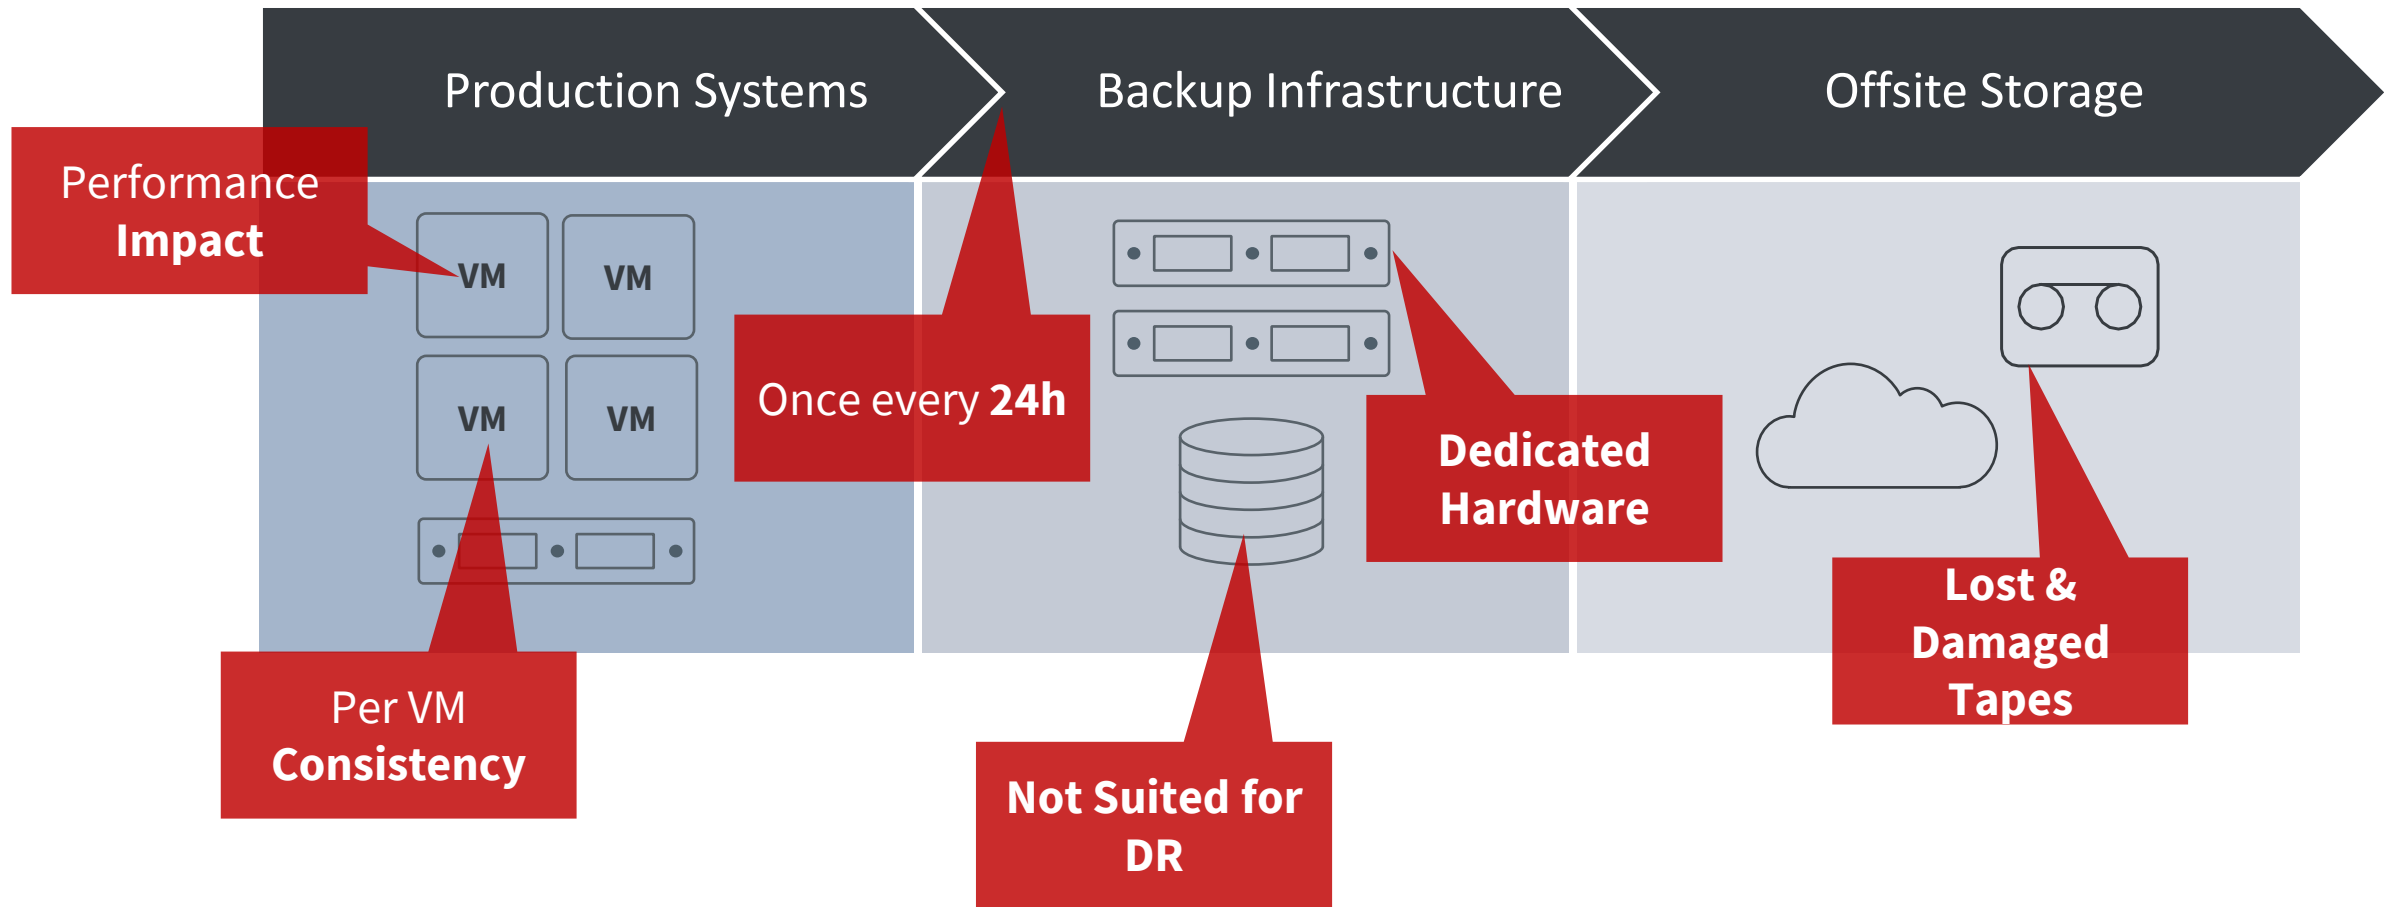 Production Systems
Backup Infrastructure
Offsite Storage
Performance
Impact
VM
VM
VM
VM
Once every 24h
Dedicated
Hardware
Lost &
Damaged
Tapes
Per VM
Consistency
Not Suited for
DR